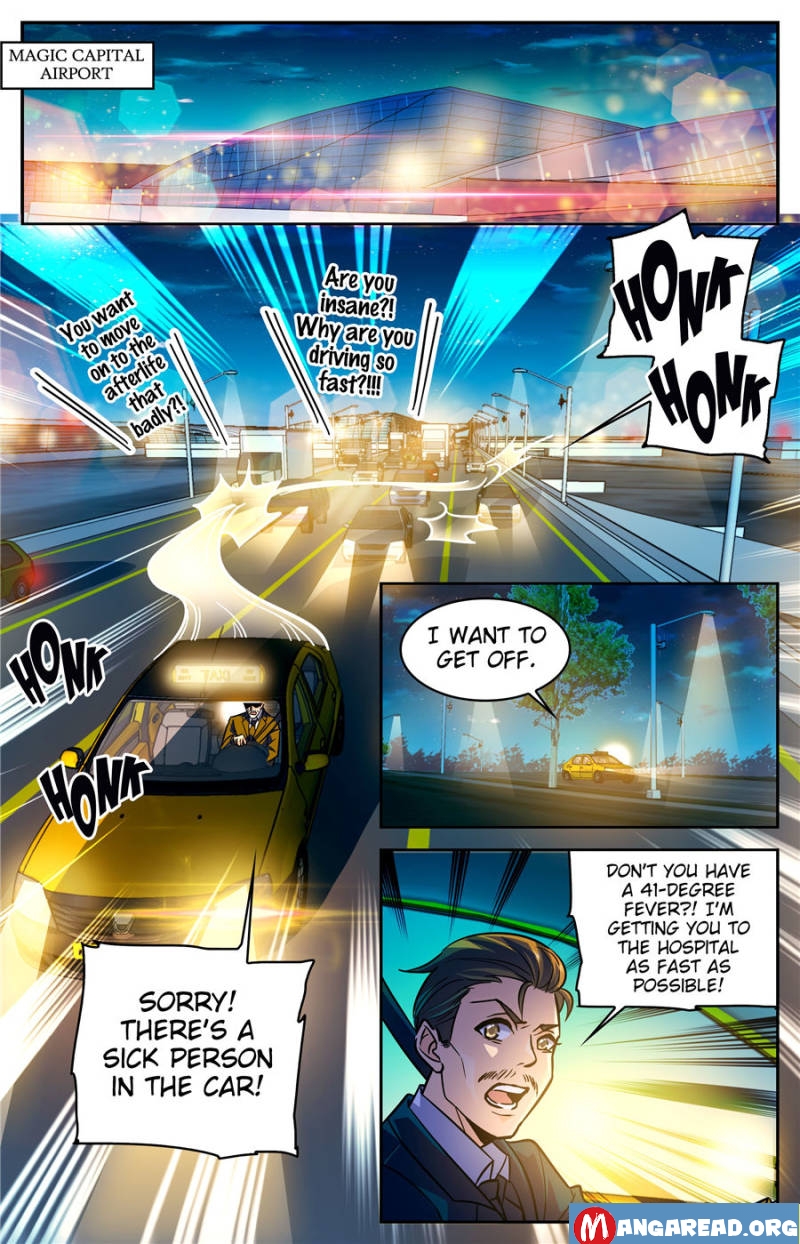 MAGIC CAPITAL
AIRPORT
Are you
insane?!
Why are you
driving so
fast?!!!
You want
to move
on to the
afterlife
that
badly?!
HONK
HONK
HONK
HONK
TAXI
I WANT TO
GET OFF.
SORRY!
THERE'S A
SICK PERSON
IN THE CAR!
DON'T YOU HAVE
A 41-DEGREE
FEVER?! I'M
GETTING YOU TO
THE HOSPITAL
AS FAST AS
POSSIBLE!
MANGAREAD.ORG